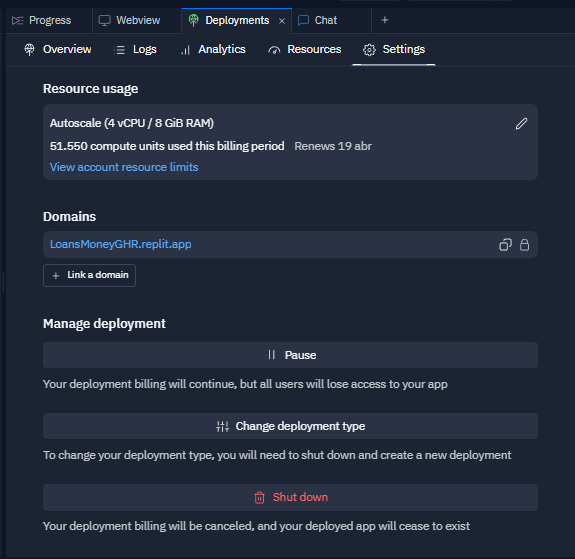 Progress Webview Deployments Chat
Overview Logs Analytics Resources Settings
Resource usage
Autoscale (4 vCPU / 8 GiB RAM)
51.550 compute units used this billing period Renews 19 abr
View account resource limits
Domains
LoansMoneyGHR.replit.app
Link a domain
Manage deployment
Pause
Your deployment billing will continue, but all users will lose access to your app
Change deployment type
To change your deployment type, you will need to shut down and create a new deployment
Shut down
Your deployment billing will be canceled, and your deployed app will cease to exist